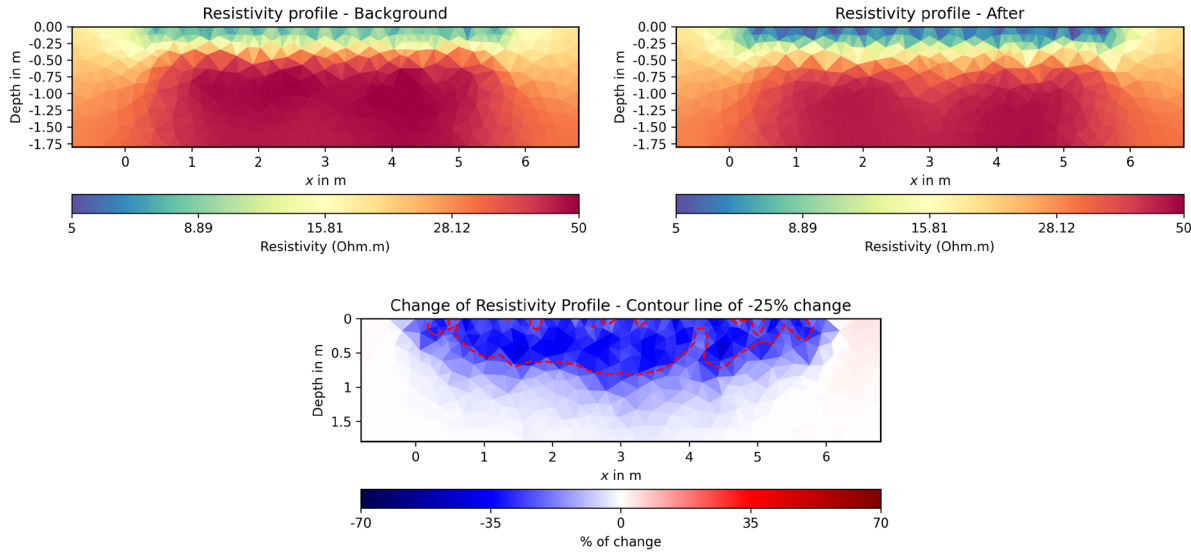 Resistivity profile - Background
Depth in m
0.00
-0.25
-0.50
-0.75
-1.00
-1.25
-1.50
-1.75
0 1 2 3 4 5 6
x in m
5 8.89 15.81 28.12 50
Resistivity (Ohm.m)
Resistivity profile - After
Depth in m
0.00
-0.25
-0.50
-0.75
-1.00
-1.25
-1.50
-1.75
0 1 2 3 4 5 6
x in m
5 8.89 15.81 28.12 50
Resistivity (Ohm.m)
Change of Resistivity Profile - Contour line of -25% change
Depth in m
0
0.5
1
1.5
0 1 2 3 4 5 6
x in m
-70 -35 0 35 70
% of change